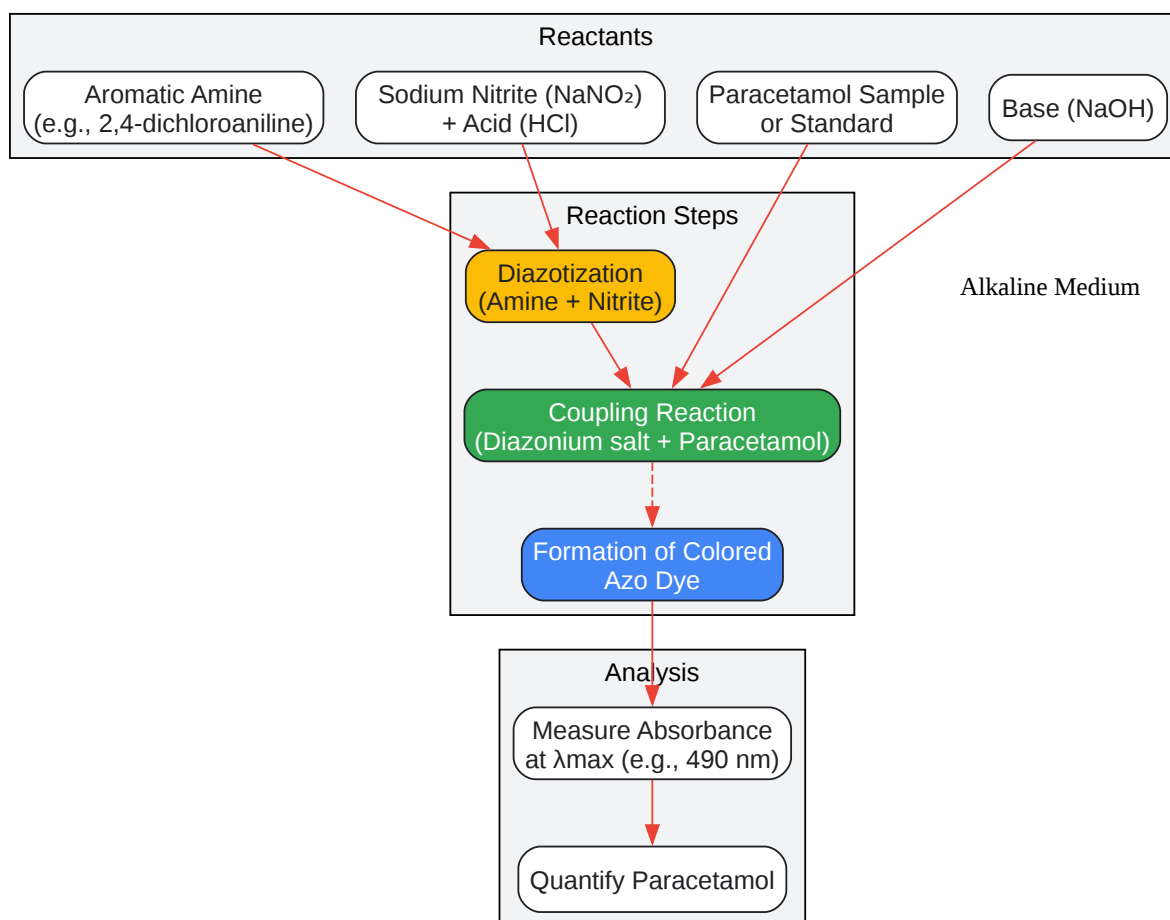 Reactants
Aromatic Amine
(e.g., 2,4-dichloroaniline)
Sodium Nitrite (NaNO₂)
+ Acid (HCl)
Paracetamol Sample
or Standard
Base (NaOH)
Reaction Steps
Diazotization
(Amine + Nitrite)
Alkaline Medium
Coupling Reaction
(Diazonium salt + Paracetamol)
Formation of Colored
Azo Dye
Analysis
Measure Absorbance
at λmax (e.g., 490 nm)
Quantify Paracetamol